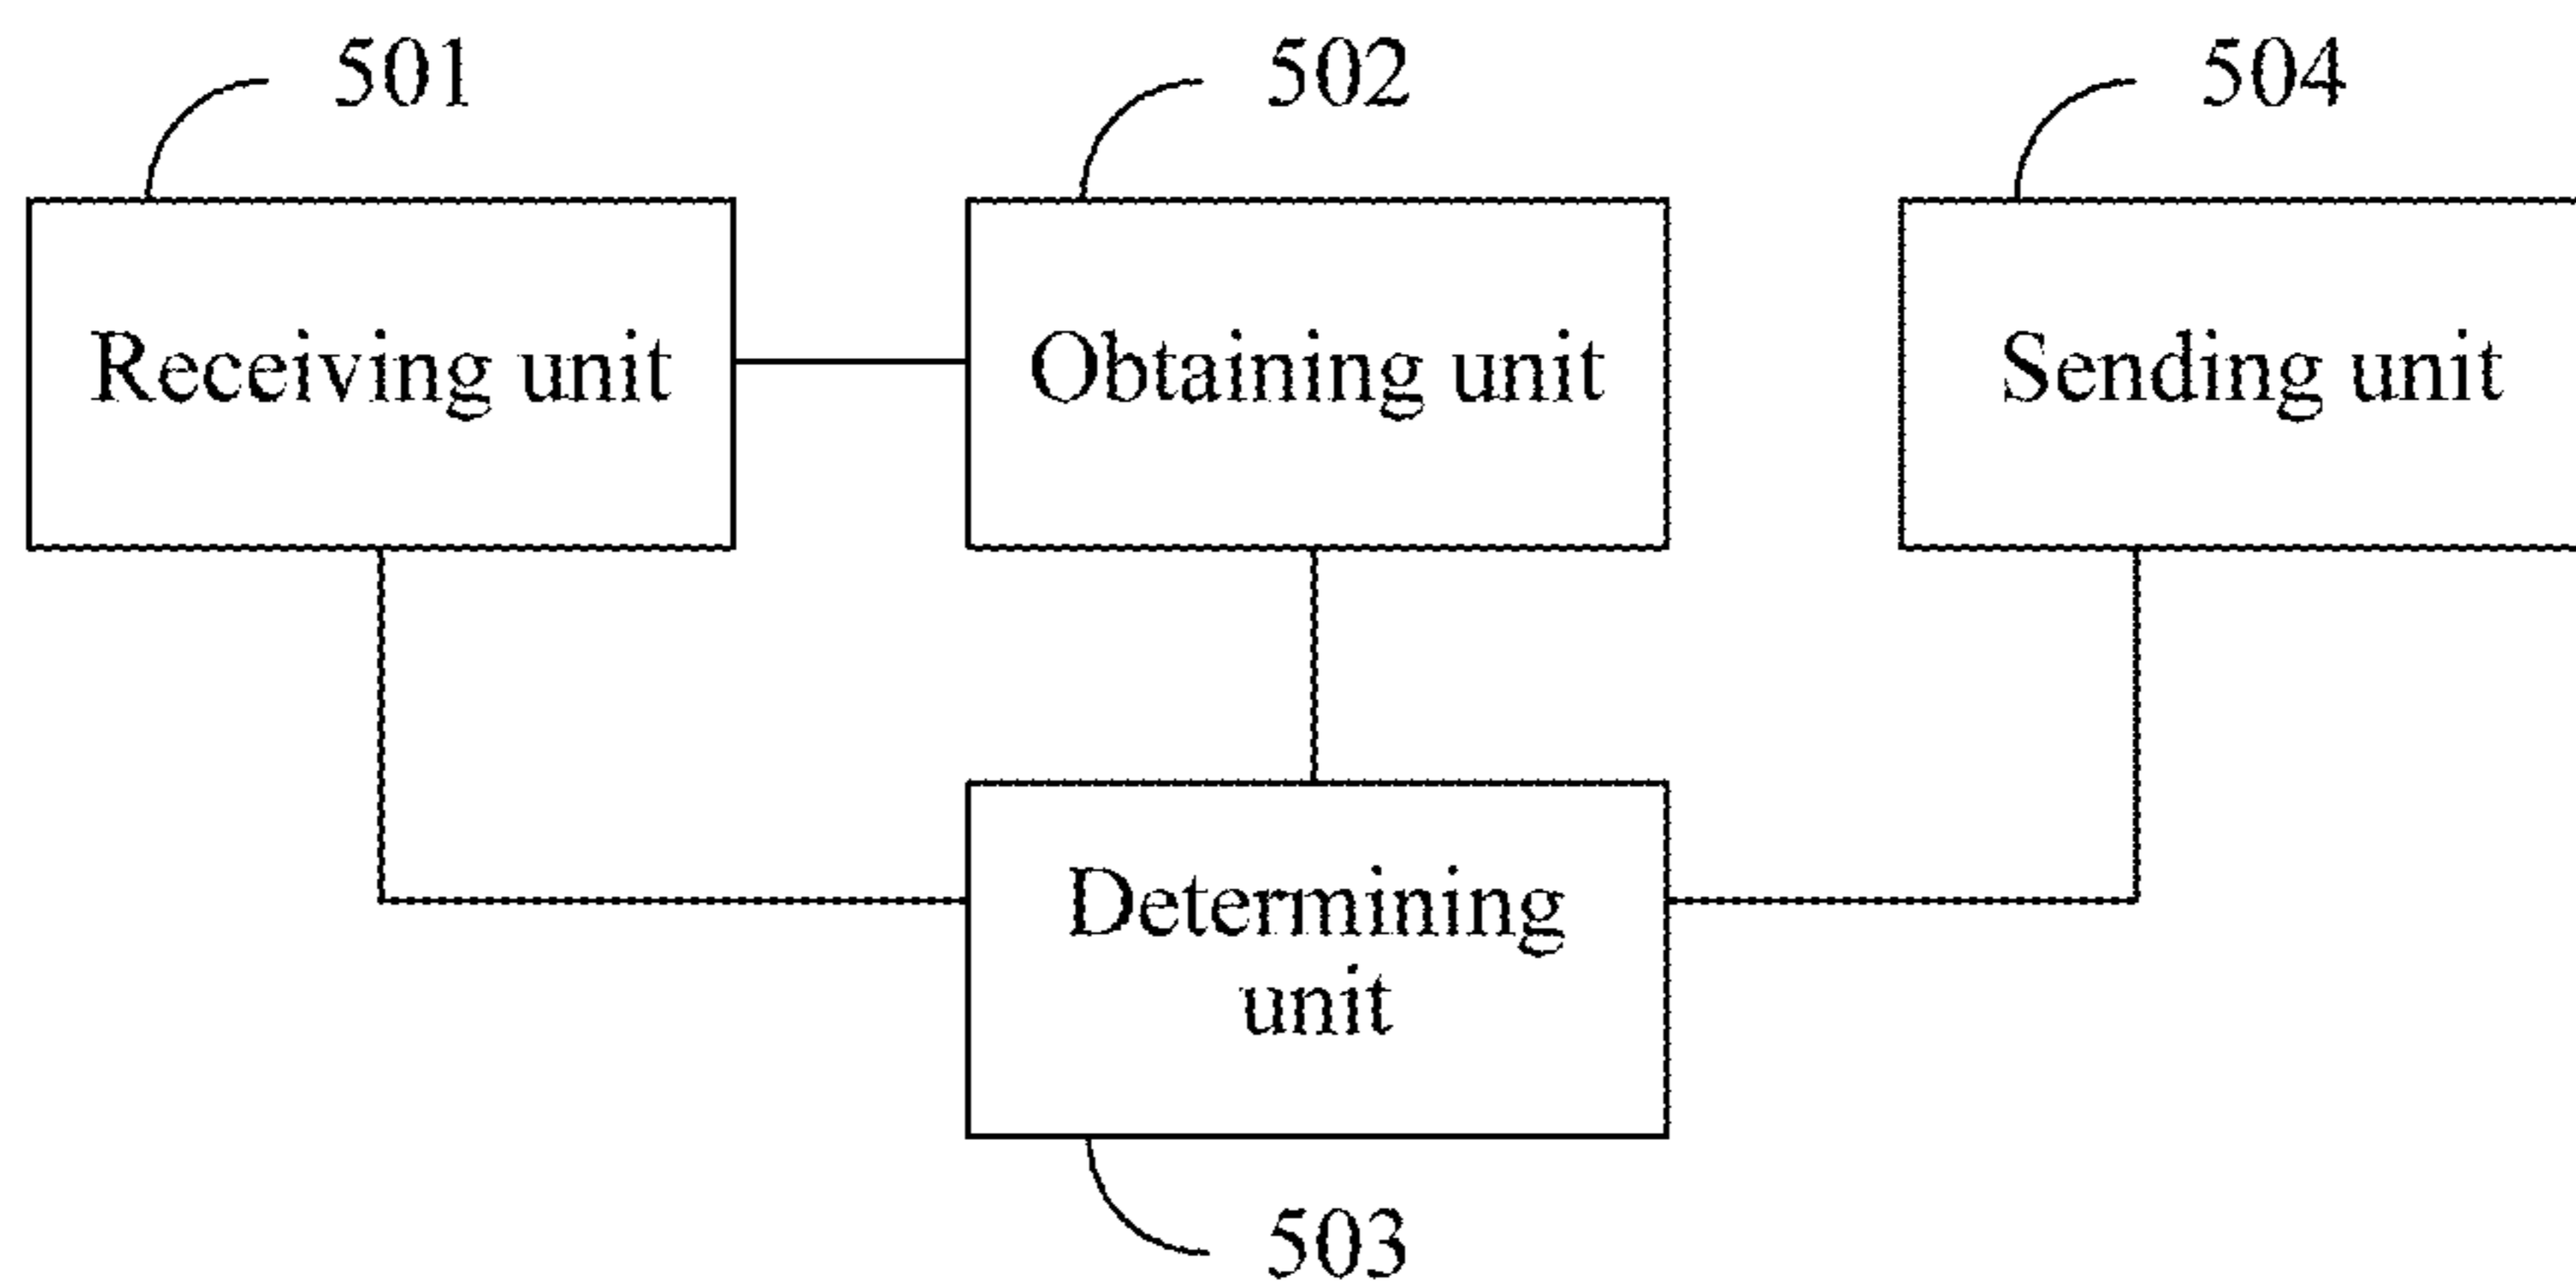 501
502
504
Receiving unit
Obtaining unit
Sending unit
Determining
unit
503